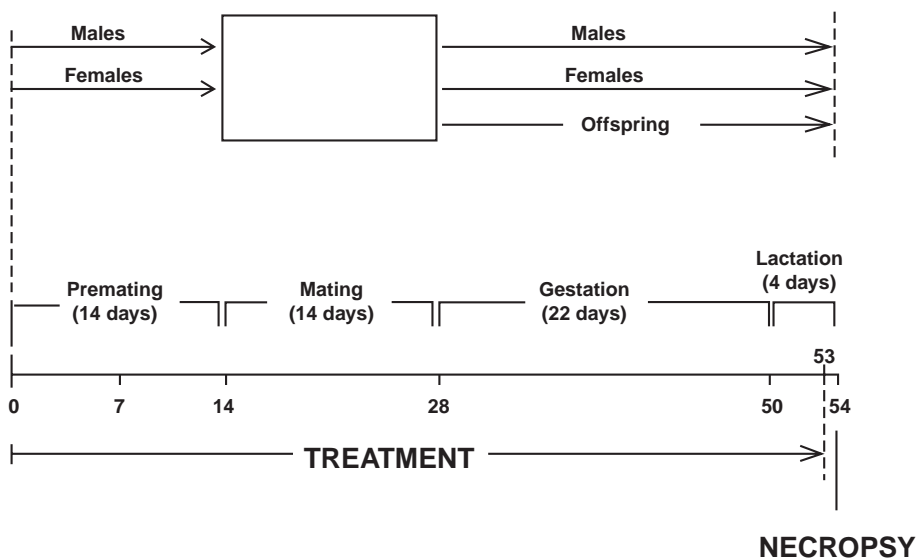 Males
Males
Females
Females
Offspring
Premating
(14 days)
Mating
(14 days)
Gestation
(22 days)
Lactation
(4 days)
53
0
7
14
28
50
54
TREATMENT
NECROPSY